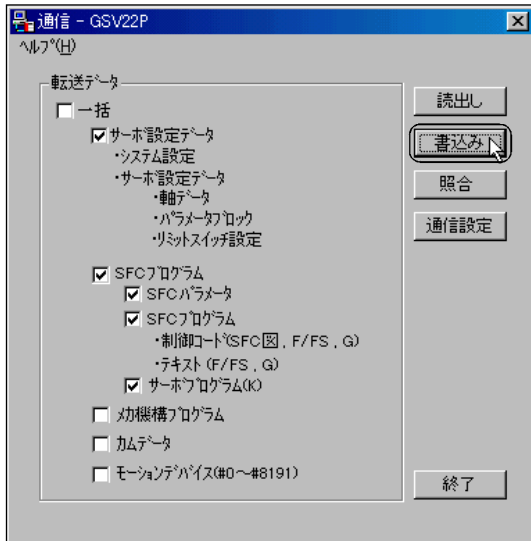 通信 - GSV22P
ヘルプ(H)
転送データ
一括
サーボ設定データ
・システム設定
・サーボ設定データ
・軸データ
・パラメータブロック
・リミットスイッチ設定
SFCプログラム
SFCパラメータ
SFCプログラム
・制御コード(SFC図, F/FS, G)
・テキスト(F/FS, G)
サーボプログラム(K)
メカ機構プログラム
カムデータ
モーションデバイス(#0～#8191)
読出し
書込み
照合
通信設定
終了